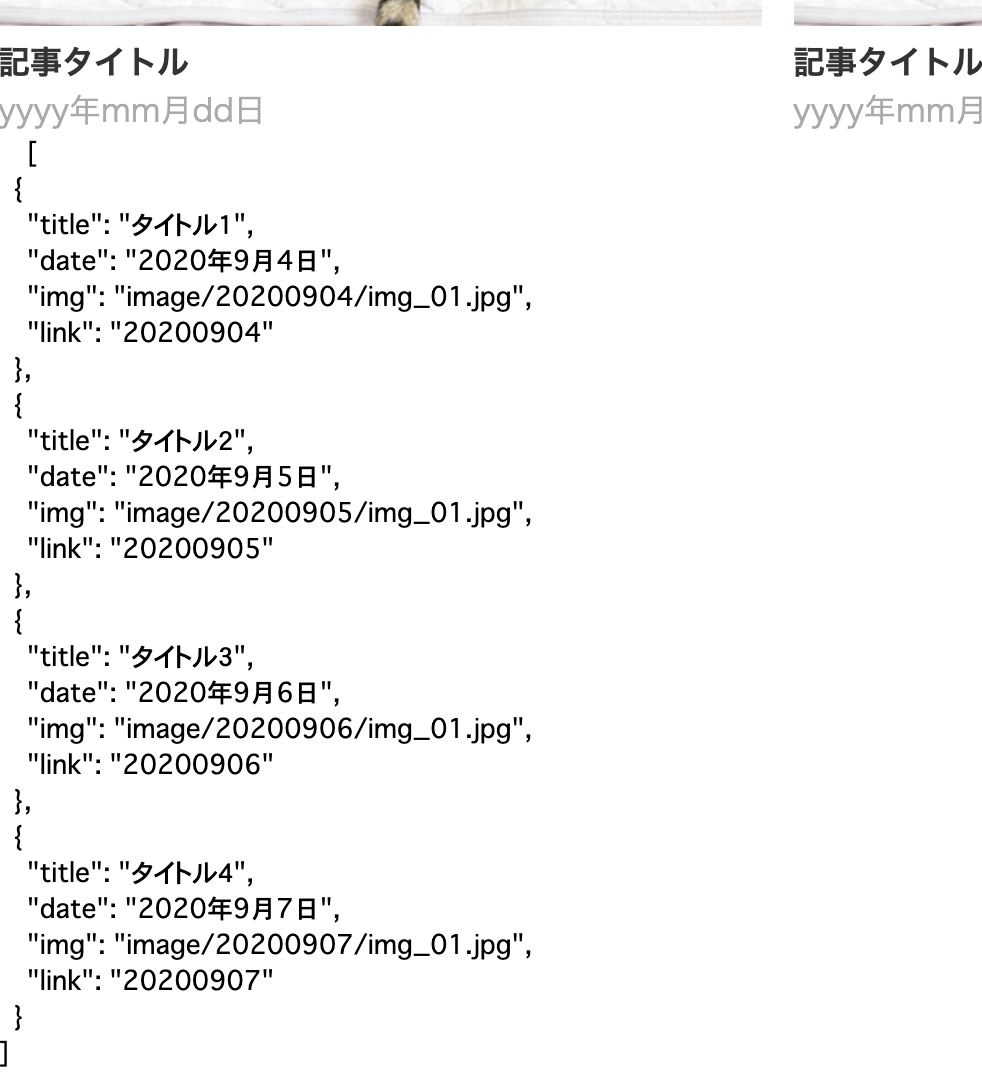 記事タイトル
yyyy年mm月dd日
記事タイトル
yyyy年mm月
[
{
"title": "タイトル1",
"date": "2020年9月4日",
"img": "image/20200904/img_01.jpg",
"link": "20200904"
},
{
"title": "タイトル2",
"date": "2020年9月5日",
"img": "image/20200905/img_01.jpg",
"link": "20200905"
},
{
"title": "タイトル3",
"date": "2020年9月6日",
"img": "image/20200906/img_01.jpg",
"link": "20200906"
},
{
"title": "タイトル4",
"date": "2020年9月7日",
"img": "image/20200907/img_01.jpg",
"link": "20200907"
}
]